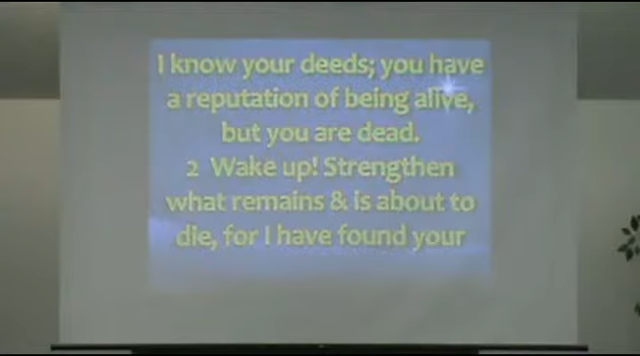 I know your deeds; you have
a reputation of being alive,
but you are dead.
2 Wake up! Strengthen
what remains & is about to
die, for I have found your